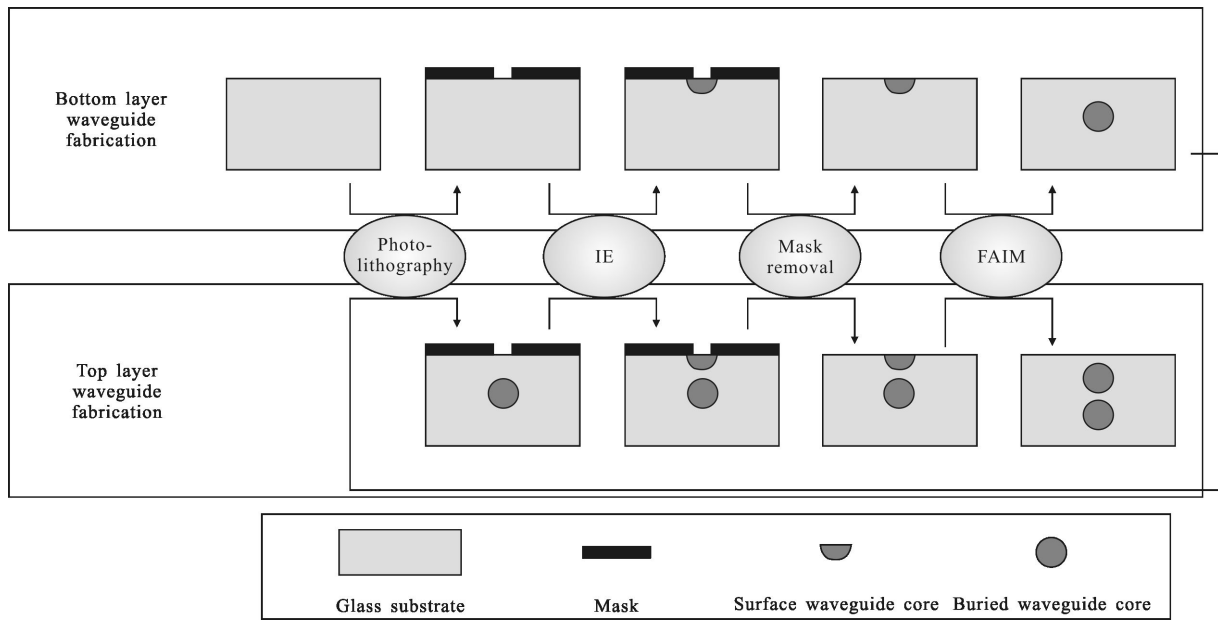 Bottom layer
waveguide
fabrication
Photo-
lithography
IE
Mask
removal
FAIM
Top layer
waveguide
fabrication
Glass substrate
Mask
Surface waveguide core
Buried waveguide core